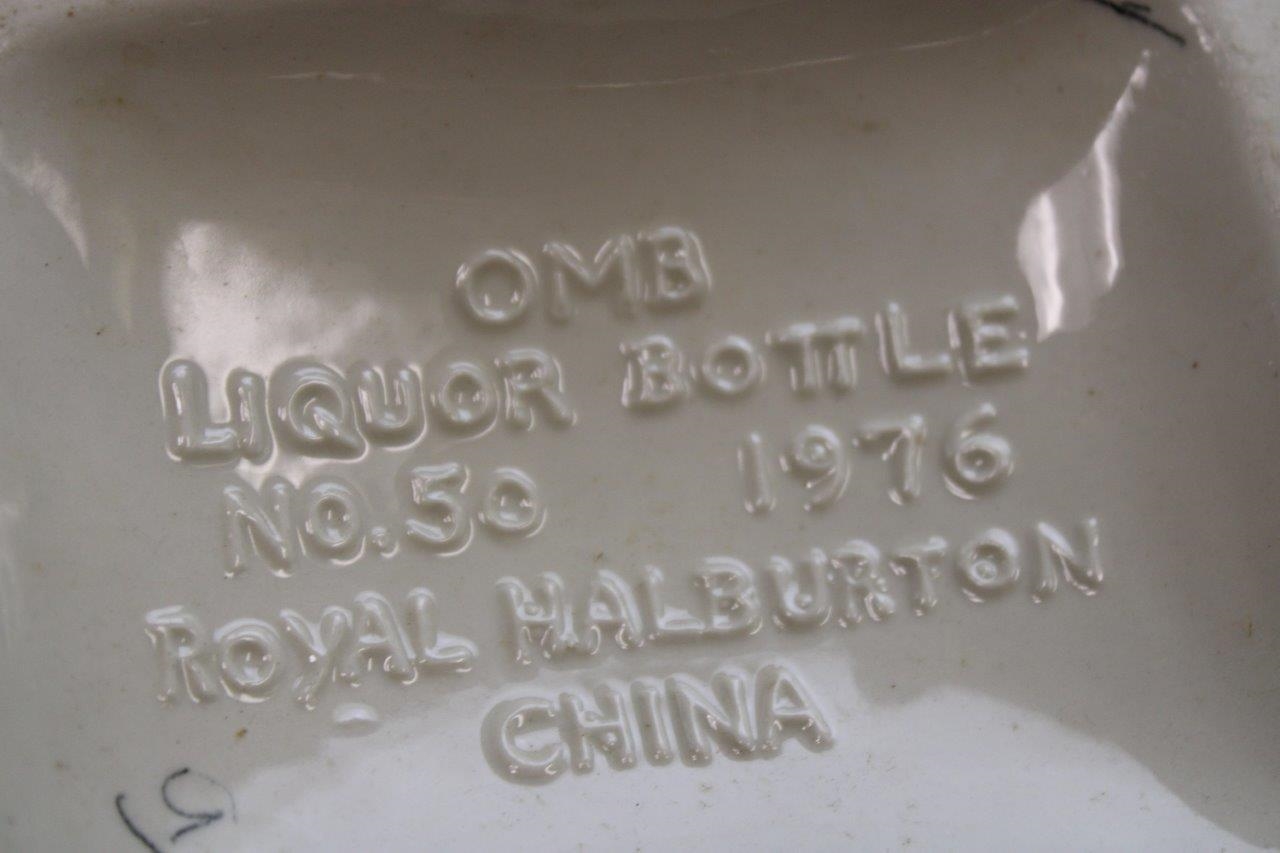 OMB
LIQUOR BOTTLE
NO.50 1976
ROYAL HALBURTON
CHINA